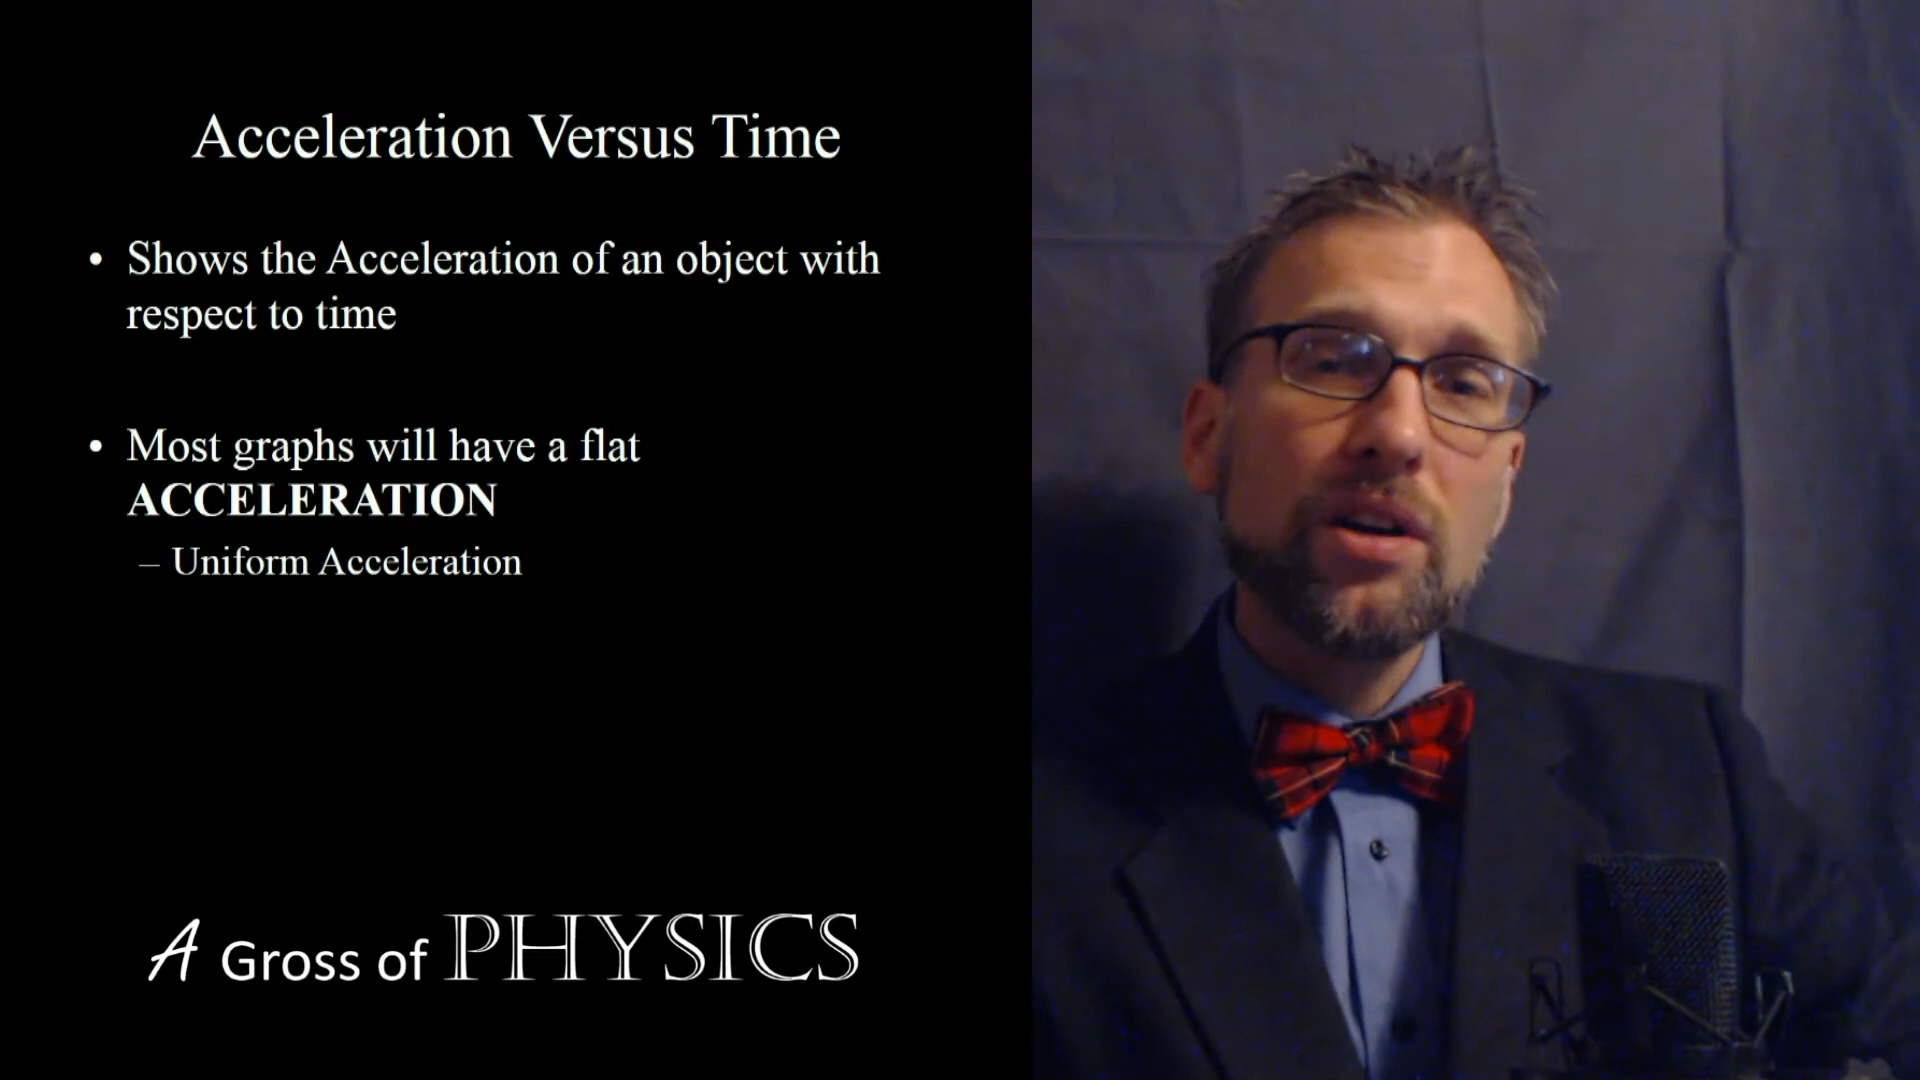 Acceleration Versus Time
• Shows the Acceleration of an object with
respect to time
• Most graphs will have a flat
ACCELERATION
– Uniform Acceleration
A Gross of PHYSICS